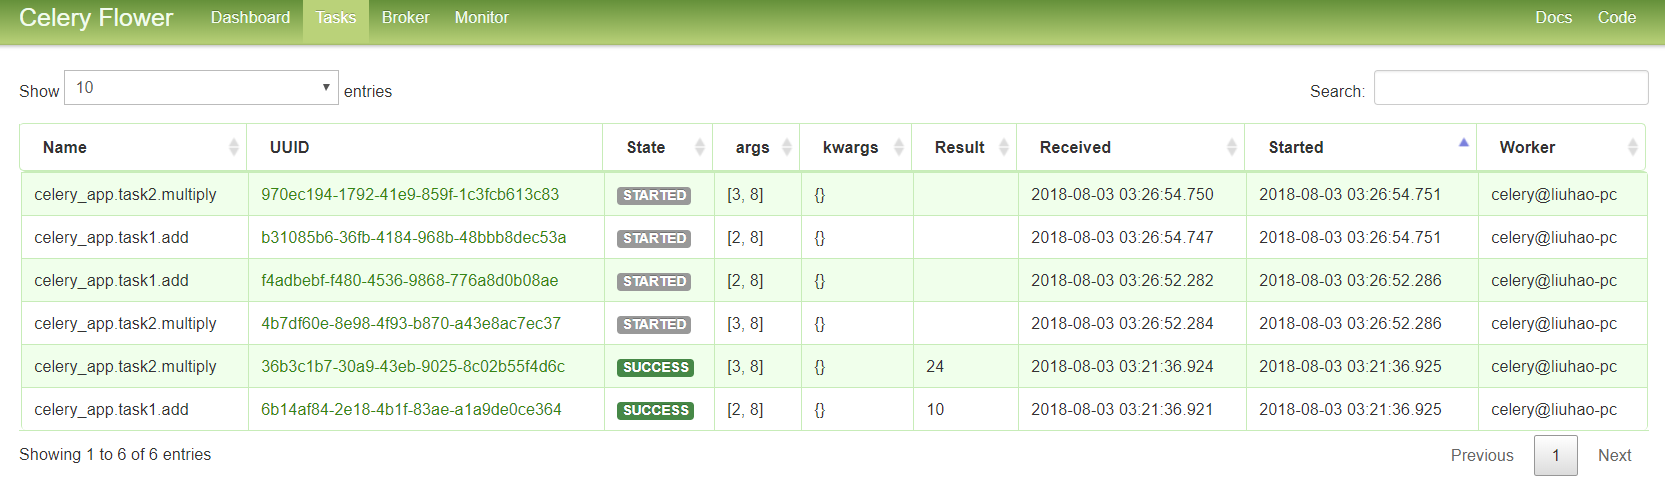 Celery Flower Dashboard Tasks Broker Monitor Docs Code
Show 10 entries Search:
Name UUID State args kwargs Result Received Started Worker
celery_app.task2.multiply 970ec194-1792-41e9-859f-1c3fcb613c83 STARTED [3, 8] {} 2018-08-03 03:26:54.750 2018-08-03 03:26:54.751 celery@liuhao-pc
celery_app.task1.add b31085b6-36fb-4184-968b-48bbb8dec53a STARTED [2, 8] {} 2018-08-03 03:26:54.747 2018-08-03 03:26:54.751 celery@liuhao-pc
celery_app.task1.add f4adbebf-f480-4536-9868-776a8d0b08ae STARTED [2, 8] {} 2018-08-03 03:26:52.282 2018-08-03 03:26:52.286 celery@liuhao-pc
celery_app.task2.multiply 4b7df60e-8e98-4f93-b870-a43e8ac7ec37 STARTED [3, 8] {} 2018-08-03 03:26:52.284 2018-08-03 03:26:52.286 celery@liuhao-pc
celery_app.task2.multiply 36b3c1b7-30a9-43eb-9025-8c02b55f4d6c SUCCESS [3, 8] {} 24 2018-08-03 03:21:36.924 2018-08-03 03:21:36.925 celery@liuhao-pc
celery_app.task1.add 6b14af84-2e18-4b1f-83ae-a1a9de0ce364 SUCCESS [2, 8] {} 10 2018-08-03 03:21:36.921 2018-08-03 03:21:36.925 celery@liuhao-pc
Showing 1 to 6 of 6 entries Previous 1 Next